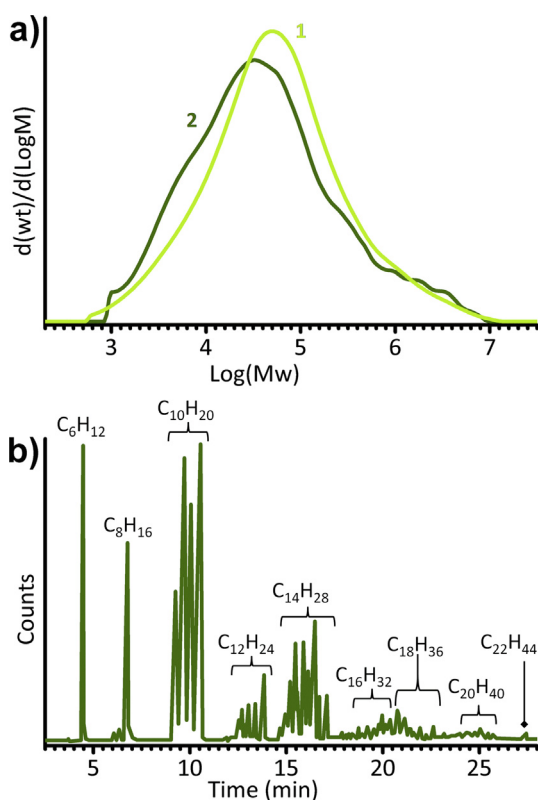 a)
1
2
d(wt)/d(LogM)
3 4 5 6 7
Log(Mw)
b)
C₆H₁₂
C₈H₁₆
C₁₀H₂₀
C₁₂H₂₄
C₁₄H₂₈
C₁₆H₃₂
C₁₈H₃₆
C₂₀H₄₀
C₂₂H₄₄
Counts
5 10 15 20 25
Time (min)